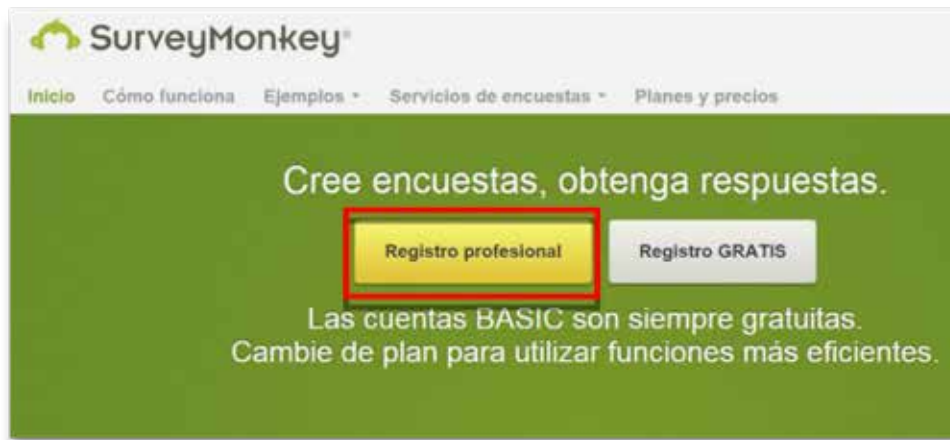 SurveyMonkey®
Inicio Cómo funciona Ejemplos Servicios de encuestas Planes y precios
Cree encuestas, obtenga respuestas.
Registro profesional Registro GRATIS
Las cuentas BASIC son siempre gratuitas.
Cambie de plan para utilizar funciones más eficientes.